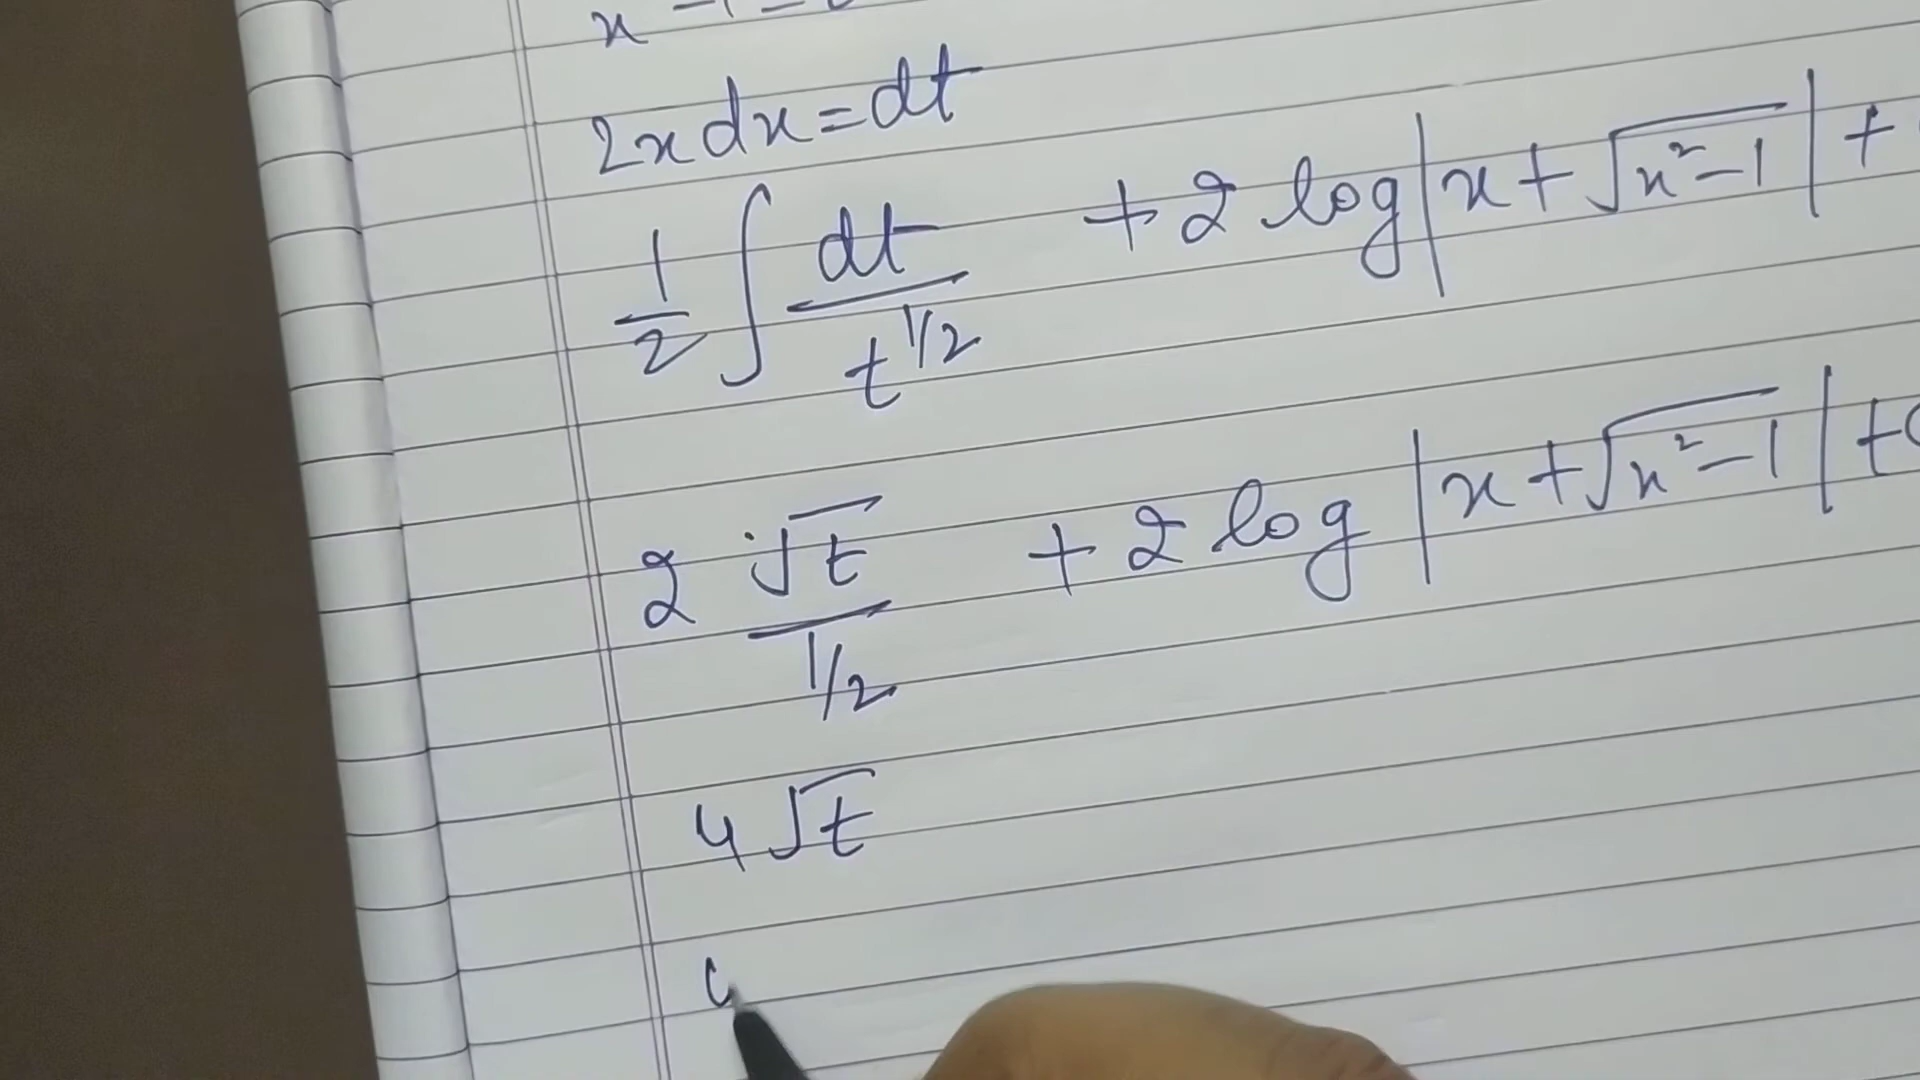 2x dx = dt
1/2 ∫ dt / t^1/2 + 2 log |x + √(x² - 1)| +
2 √t / 1/2 + 2 log |x + √(x² - 1)| +
4 √t